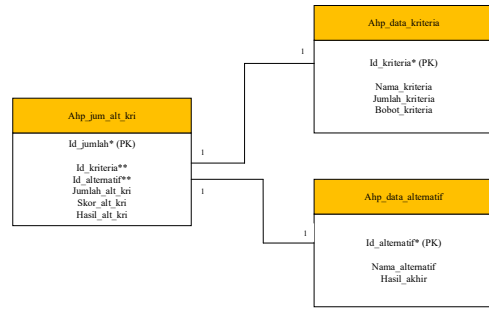 Ahp_data_kriteria
Id_kriteria* (PK)
Nama_kriteria
Jumlah_kriteria
Bobot_kriteria
1
Ahp_jum_alt_kri
Id_jumlah* (PK)
Id_kriteria**
Id_alternatif**
Jumlah_alt_kri
Skor_alt_kri
Hasil_alt_kri
1
1
Ahp_data_alternatif
Id_alternatif* (PK)
Nama_alternatif
Hasil_akhir
1